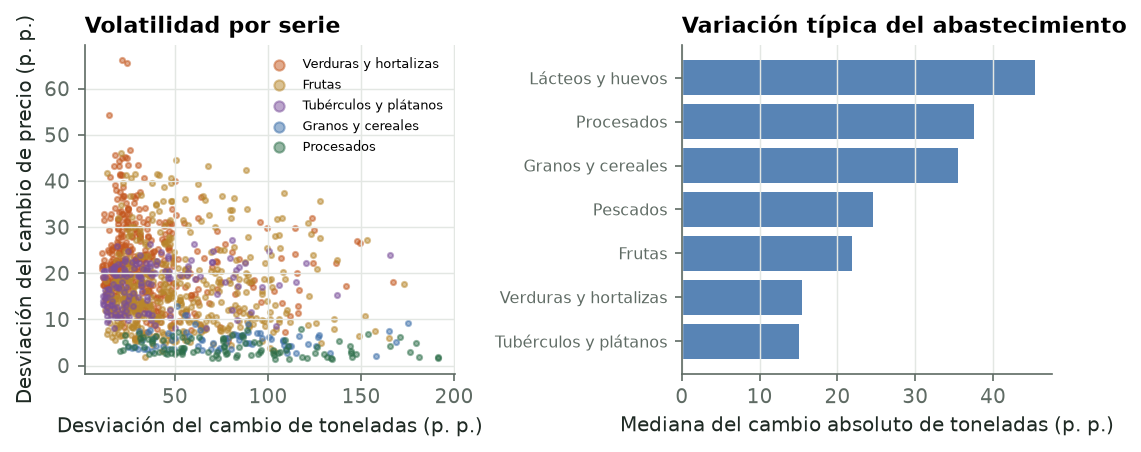 Volatilidad por serie
Desviación del cambio de precio (p. p.)
60
50
40
30
20
10
0
Verduras y hortalizas
Frutas
Tubérculos y plátanos
Granos y cereales
Procesados
50
100
150
200
Desviación del cambio de toneladas (p. p.)
Variación típica del abastecimiento
Lácteos y huevos
Procesados
Granos y cereales
Pescados
Frutas
Verduras y hortalizas
Tubérculos y plátanos
0
10
20
30
40
Mediana del cambio absoluto de toneladas (p. p.)